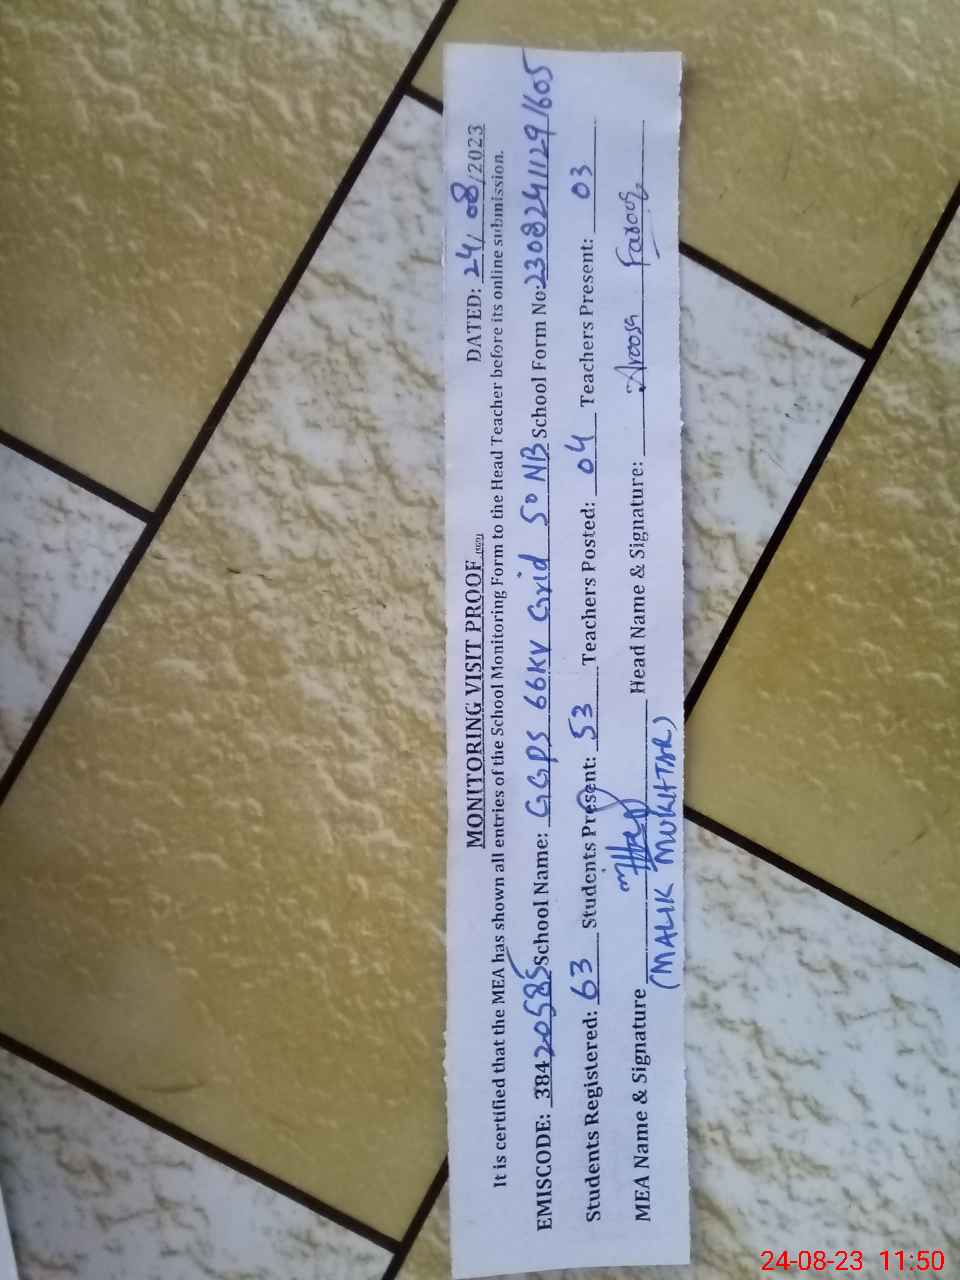 MONITORING VISIT PROOF
DATED: 24/08/2023
It is certified that the MEA has shown all entries of the School Monitoring Form to the Head Teacher before its online submission.
EMISCODE: 38420585 School Name: GGPS 66KV Grid 50 NB School Form No: 23082411291605
Students Registered: 63 Students Present: 53 Teachers Posted: 04 Teachers Present: 03
MEA Name & Signature Head Name & Signature: Aroosa Farooq
(MALIK MUKHTAR)
24-08-23 11:50